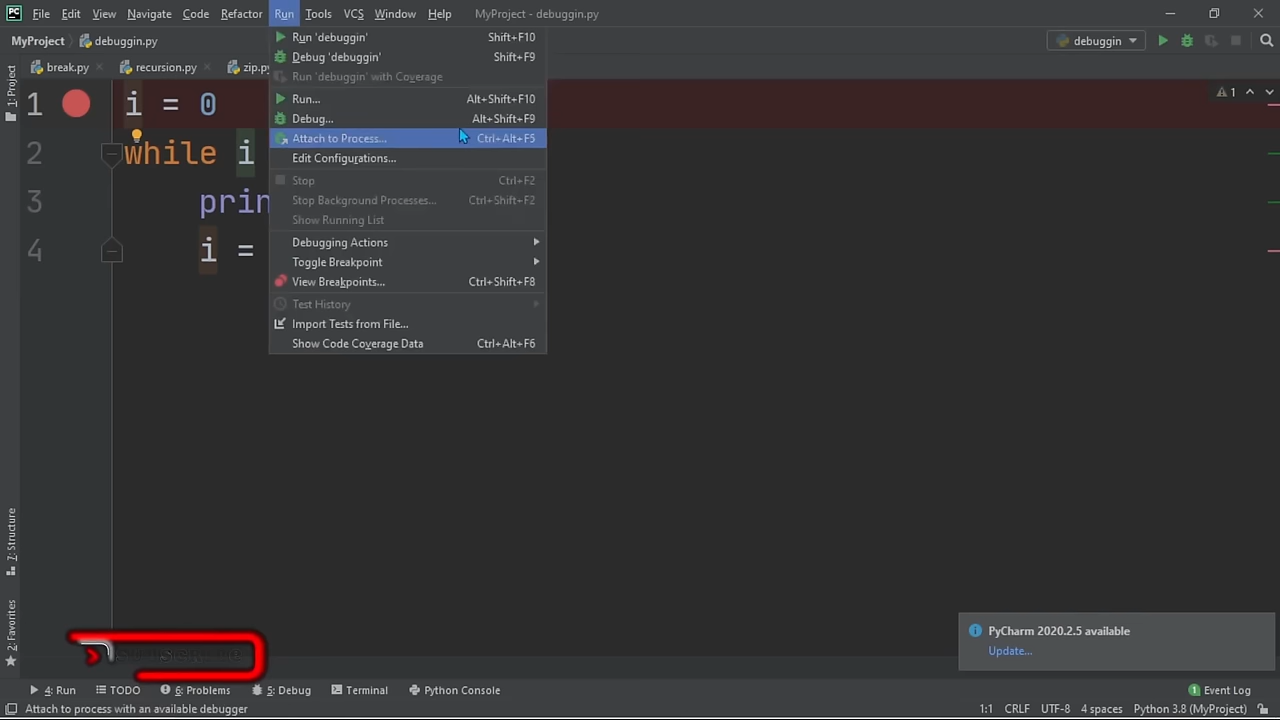 File Edit View Navigate Code Refactor Run Tools VCS Window Help MyProject - debuggin.py
MyProject debuggin.py debuggin
break.py recursion.py zip.py
1: Project
1 i = 0
2 while i
3 prin
4 i =
1
Run 'debuggin' Shift+F10
Debug 'debuggin' Shift+F9
Run 'debuggin' with Coverage
Run... Alt+Shift+F10
Debug... Alt+Shift+F9
Attach to Process... Ctrl+Alt+F5
Edit Configurations...
Stop Ctrl+F2
Stop Background Processes... Ctrl+Shift+F2
Show Running List
Debugging Actions
Toggle Breakpoint
View Breakpoints... Ctrl+Shift+F8
Test History
Import Tests from File...
Show Code Coverage Data Ctrl+Alt+F6
7: Structure
2: Favorites
PyCharm 2020.2.5 available
Update...
4: Run TODO 6: Problems 5: Debug Terminal Python Console 1 Event Log
Attach to process with an available debugger 1:1 CRLF UTF-8 4 spaces Python 3.8 (MyProject)